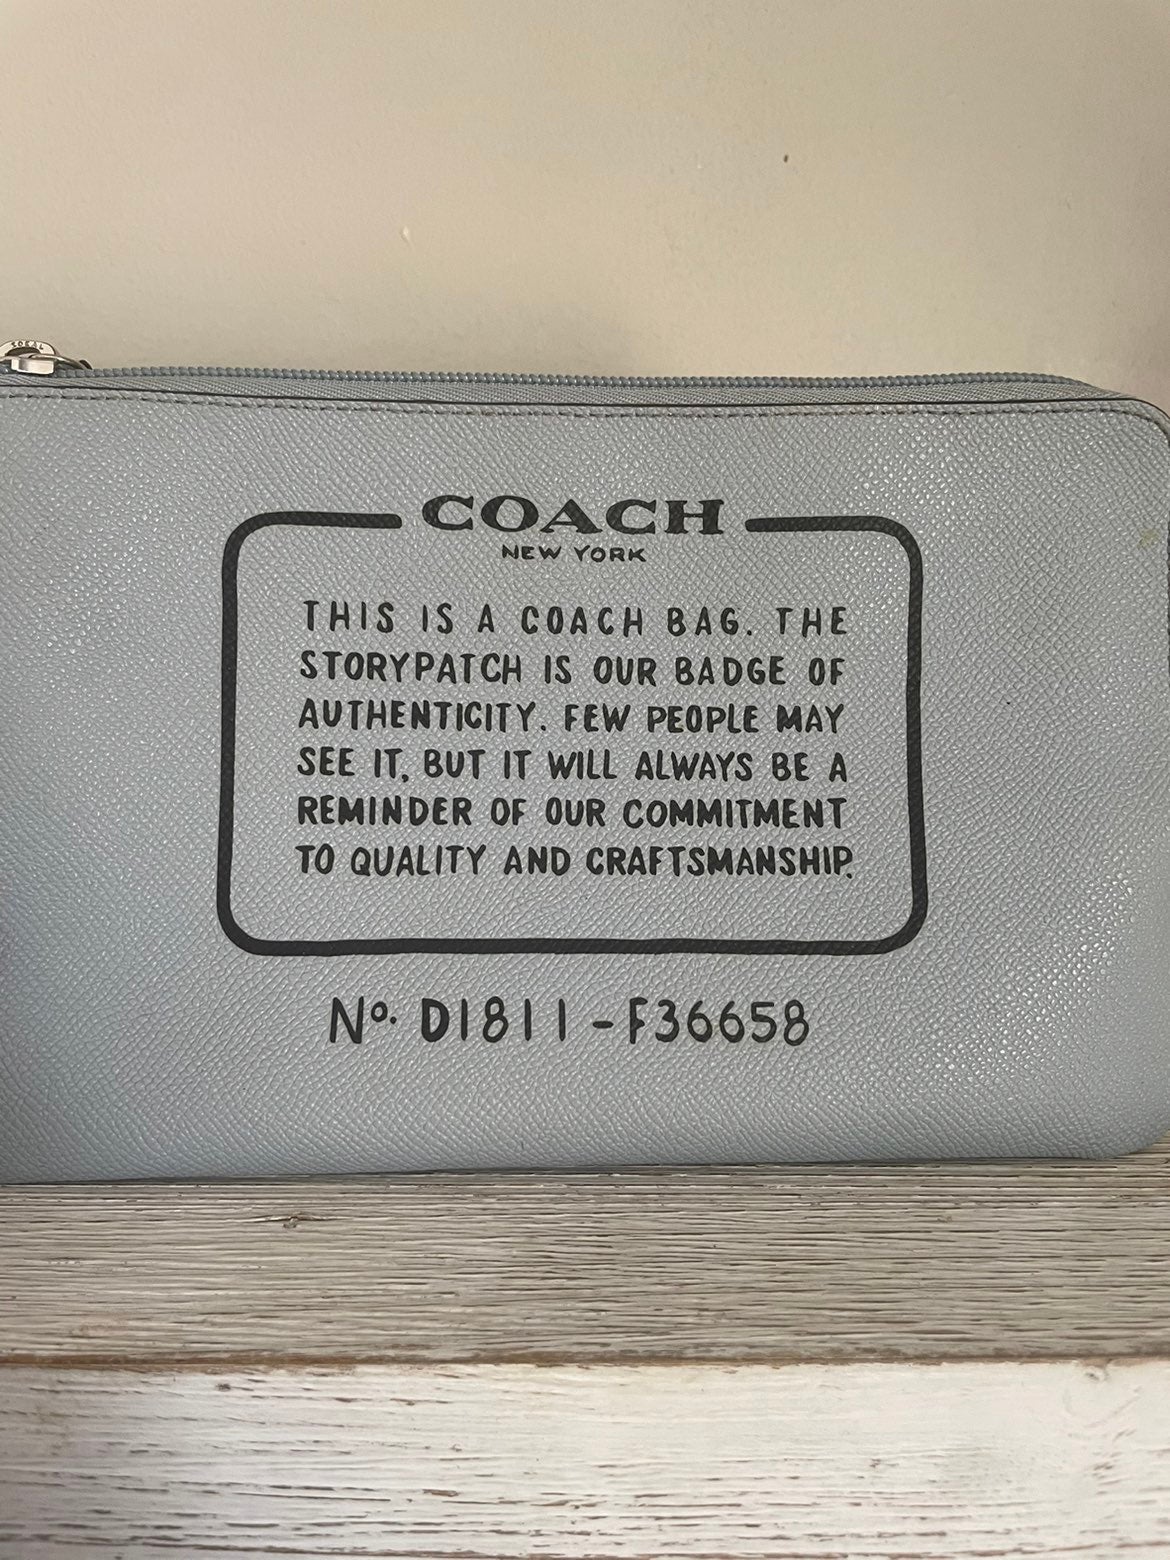 COACH
NEW YORK
THIS IS A COACH BAG. THE
STORYPATCH IS OUR BADGE OF
AUTHENTICITY. FEW PEOPLE MAY
SEE IT, BUT IT WILL ALWAYS BE A
REMINDER OF OUR COMMITMENT
TO QUALITY AND CRAFTSMANSHIP.
Nº. D1811-F36658